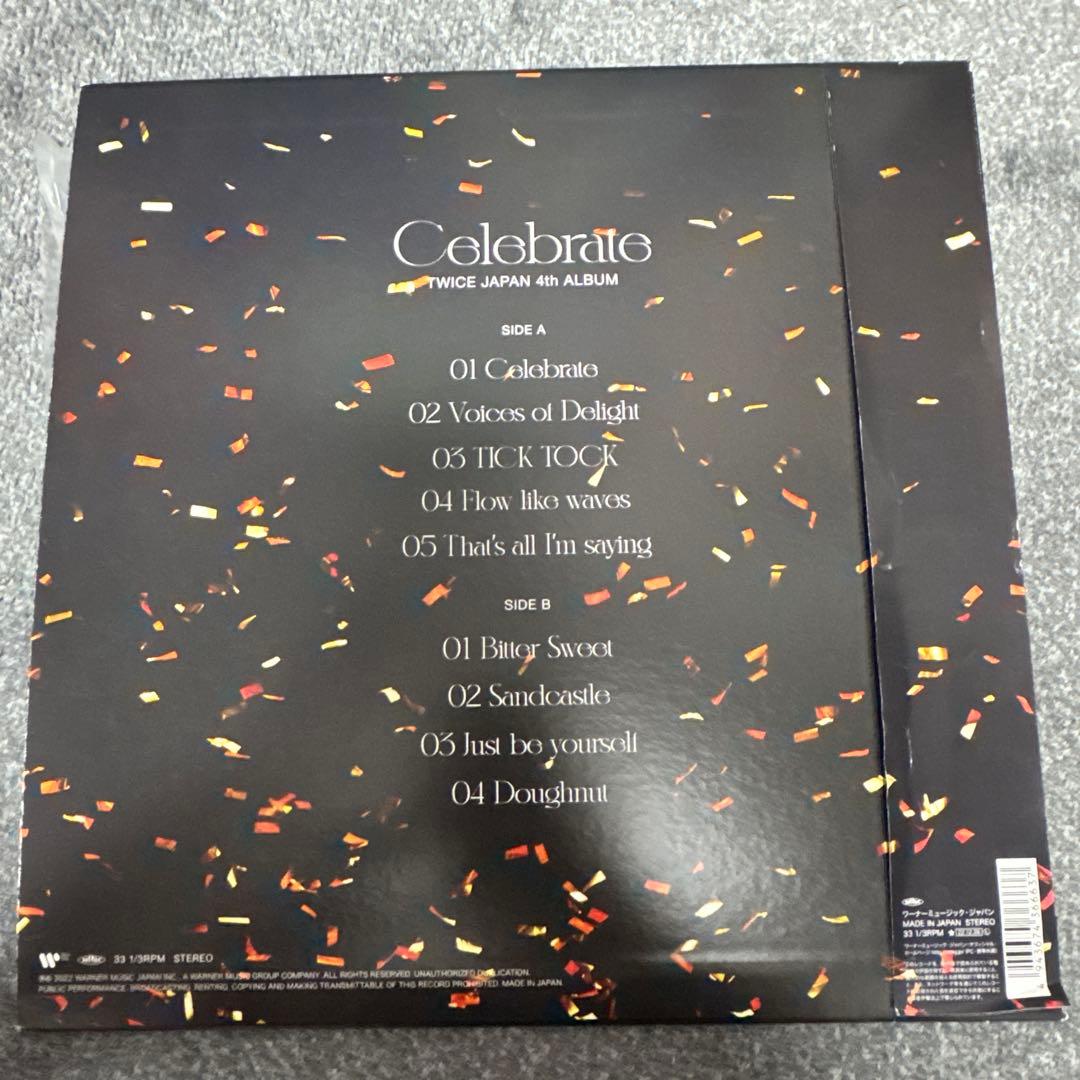 Celebrate
TWICE JAPAN 4th ALBUM
SIDE A
01 Celebrate
02 Voices of Delight
03 TICK TOCK
04 Flow like waves
05 That's all I'm saying
SIDE B
01 Bitter Sweet
02 Sandcastle
03 Just be yourself
04 Doughnut
33 1/3RPM STEREO
2022 WARNER MUSIC JAPAN INC., A WARNER MUSIC GROUP COMPANY. ALL RIGHTS RESERVED. UNAUTHORIZED DUPLICATION,
PUBLIC PERFORMANCE, BROADCASTING, RENTING, COPYING AND MAKING TRANSMITTABLE OF THIS RECORD PROHIBITED. MADE IN JAPAN.
ワーナーミュージック・ジャパン
MADE IN JAPAN STEREO
33 1/3RPM
4 943674 366637